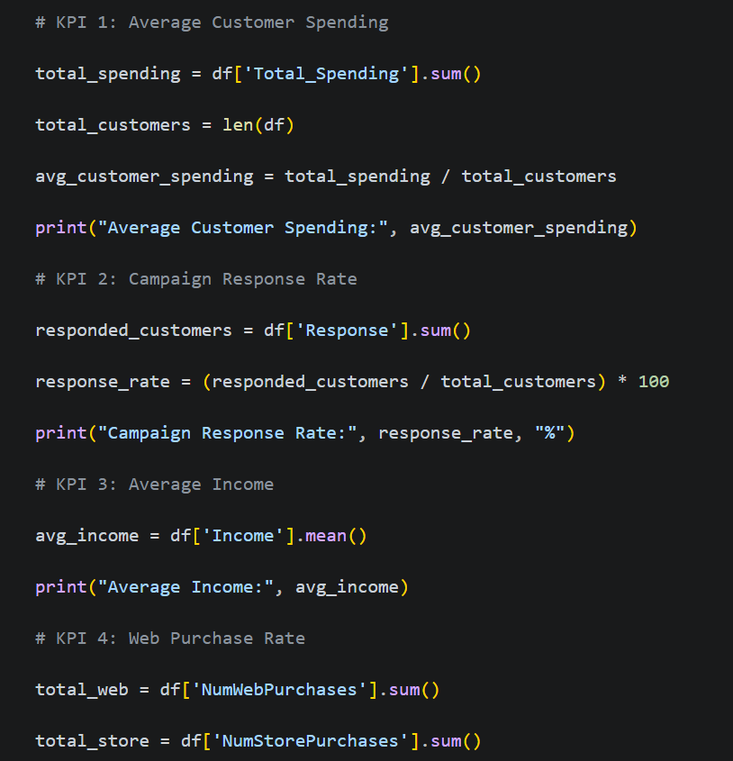 # KPI 1: Average Customer Spending
total_spending = df['Total_Spending'].sum()
total_customers = len(df)
avg_customer_spending = total_spending / total_customers
print("Average Customer Spending:", avg_customer_spending)
# KPI 2: Campaign Response Rate
responded_customers = df['Response'].sum()
response_rate = (responded_customers / total_customers) * 100
print("Campaign Response Rate:", response_rate, "%")
# KPI 3: Average Income
avg_income = df['Income'].mean()
print("Average Income:", avg_income)
# KPI 4: Web Purchase Rate
total_web = df['NumWebPurchases'].sum()
total_store = df['NumStorePurchases'].sum()